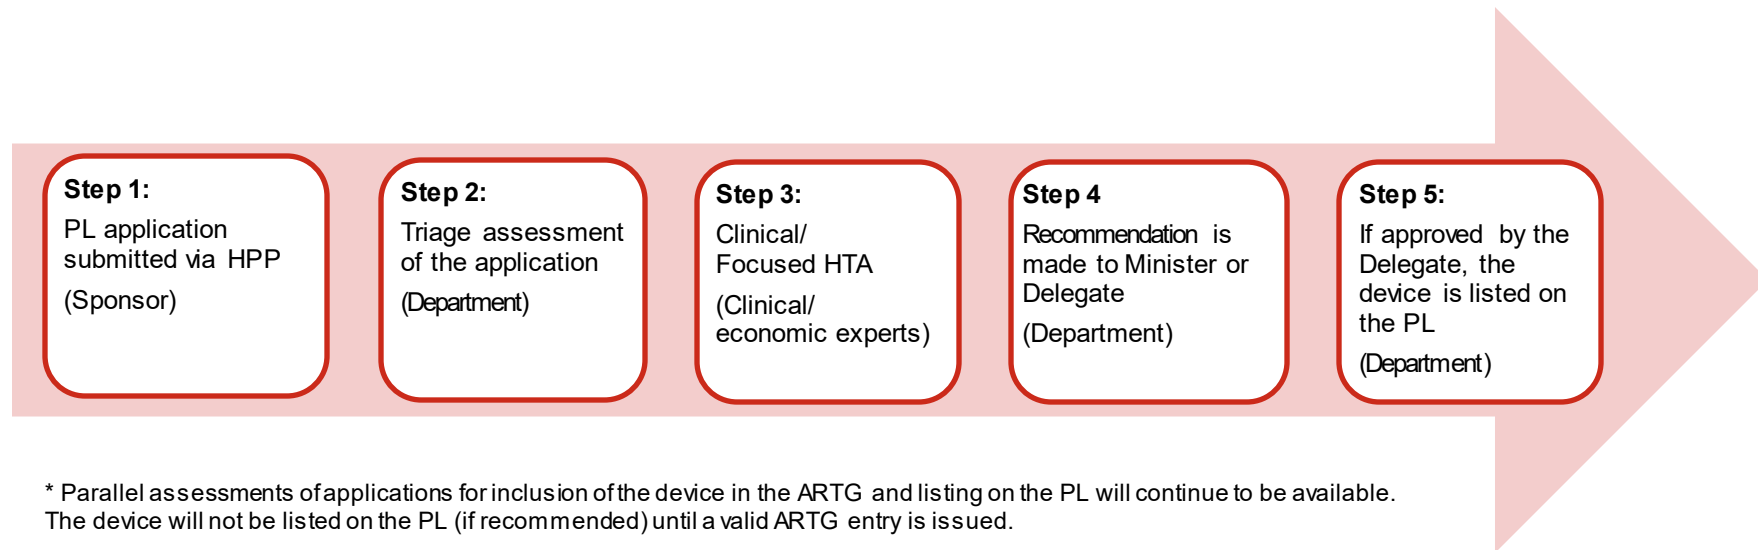 Step 1:
PL application
submitted via HPP
(Sponsor)
Step 2:
Triage assessment
of the application
(Department)
Step 3:
Clinical/
Focused HTA
(Clinical/
economic experts)
Step 4
Recommendation is
made to Minister or
Delegate
(Department)
Step 5:
If approved by the
Delegate, the
device is listed on
the PL
(Department)
* Parallel assessments of applications for inclusion of the device in the ARTG and listing on the PL will continue to be available.
The device will not be listed on the PL (if recommended) until a valid ARTG entry is issued.